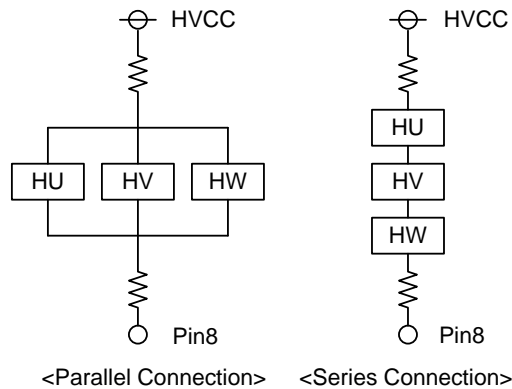 HVCC HVCC
HU
HU HV HW HV
HW
Pin8 Pin8
<Parallel Connection> <Series Connection>